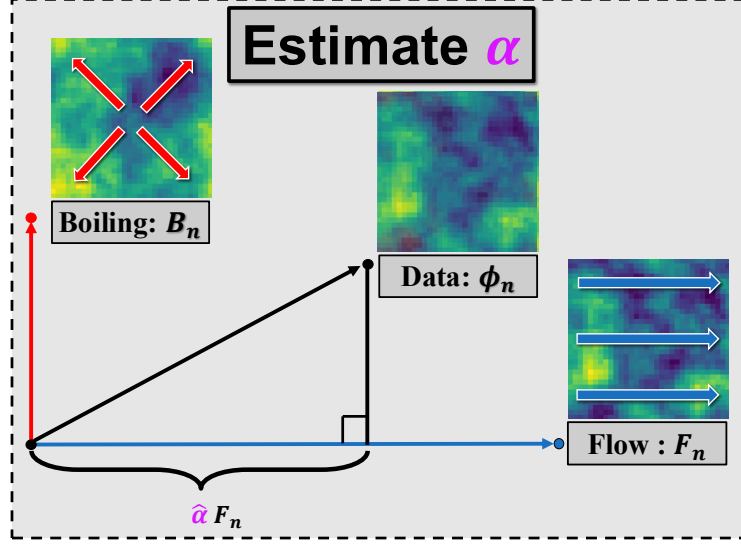 Estimate α
Boiling: Bₙ
Data: ϕₙ
Flow : Fₙ
α̂ Fₙ